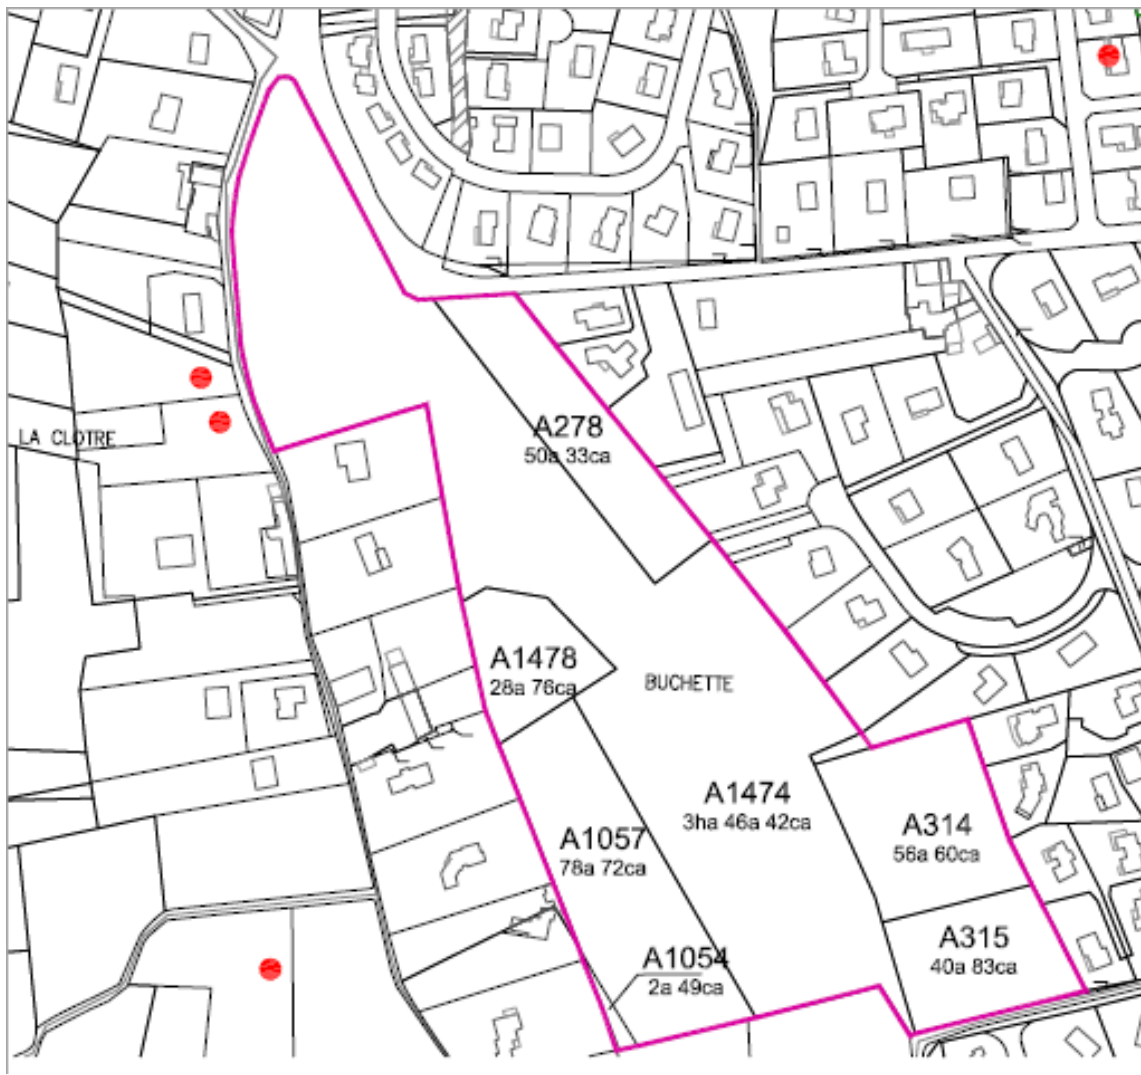 A278
50a 33ca
LA CLOTRE
A1478
28a 76ca
BUCHETTE
A1474
3ha 46a 42ca
A1057
78a 72ca
A314
56a 60ca
A315
40a 83ca
A1054
2a 49ca